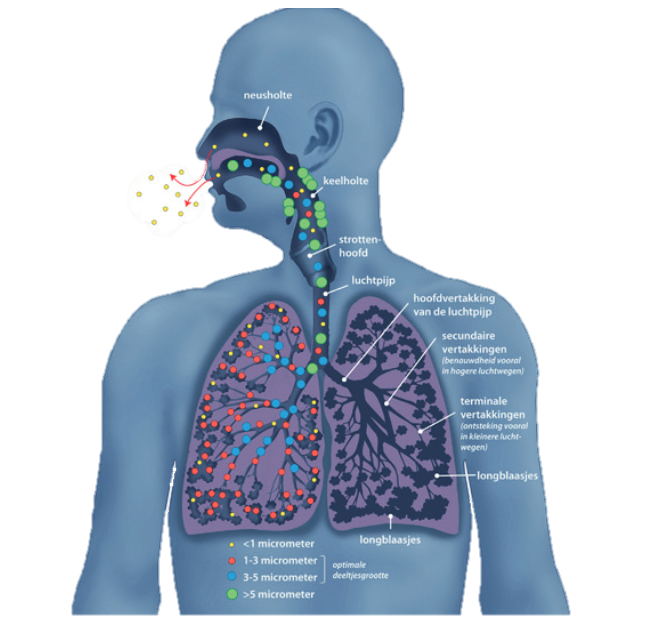 neusholte
keelholte
strotten-
hoofd
luchtpijp
hoofdvertakking
van de luchtpijp
secundaire
vertakkingen
(benauwdheid vooral
in hogere luchtwegen)
terminale
vertakkingen
(ontsteking vooral
in kleinere lucht-
wegen)
longblaasjes
longblaasjes
<1 micrometer
1-3 micrometer
3-5 micrometer
optimale
deeltjesgrootte
>5 micrometer